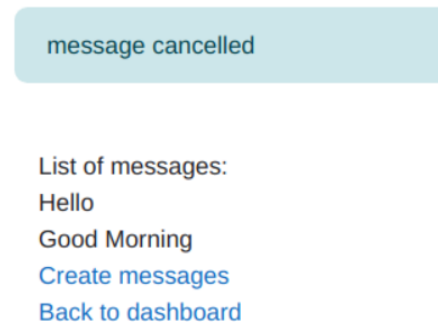 message cancelled
List of messages:
Hello
Good Morning
Create messages
Back to dashboard